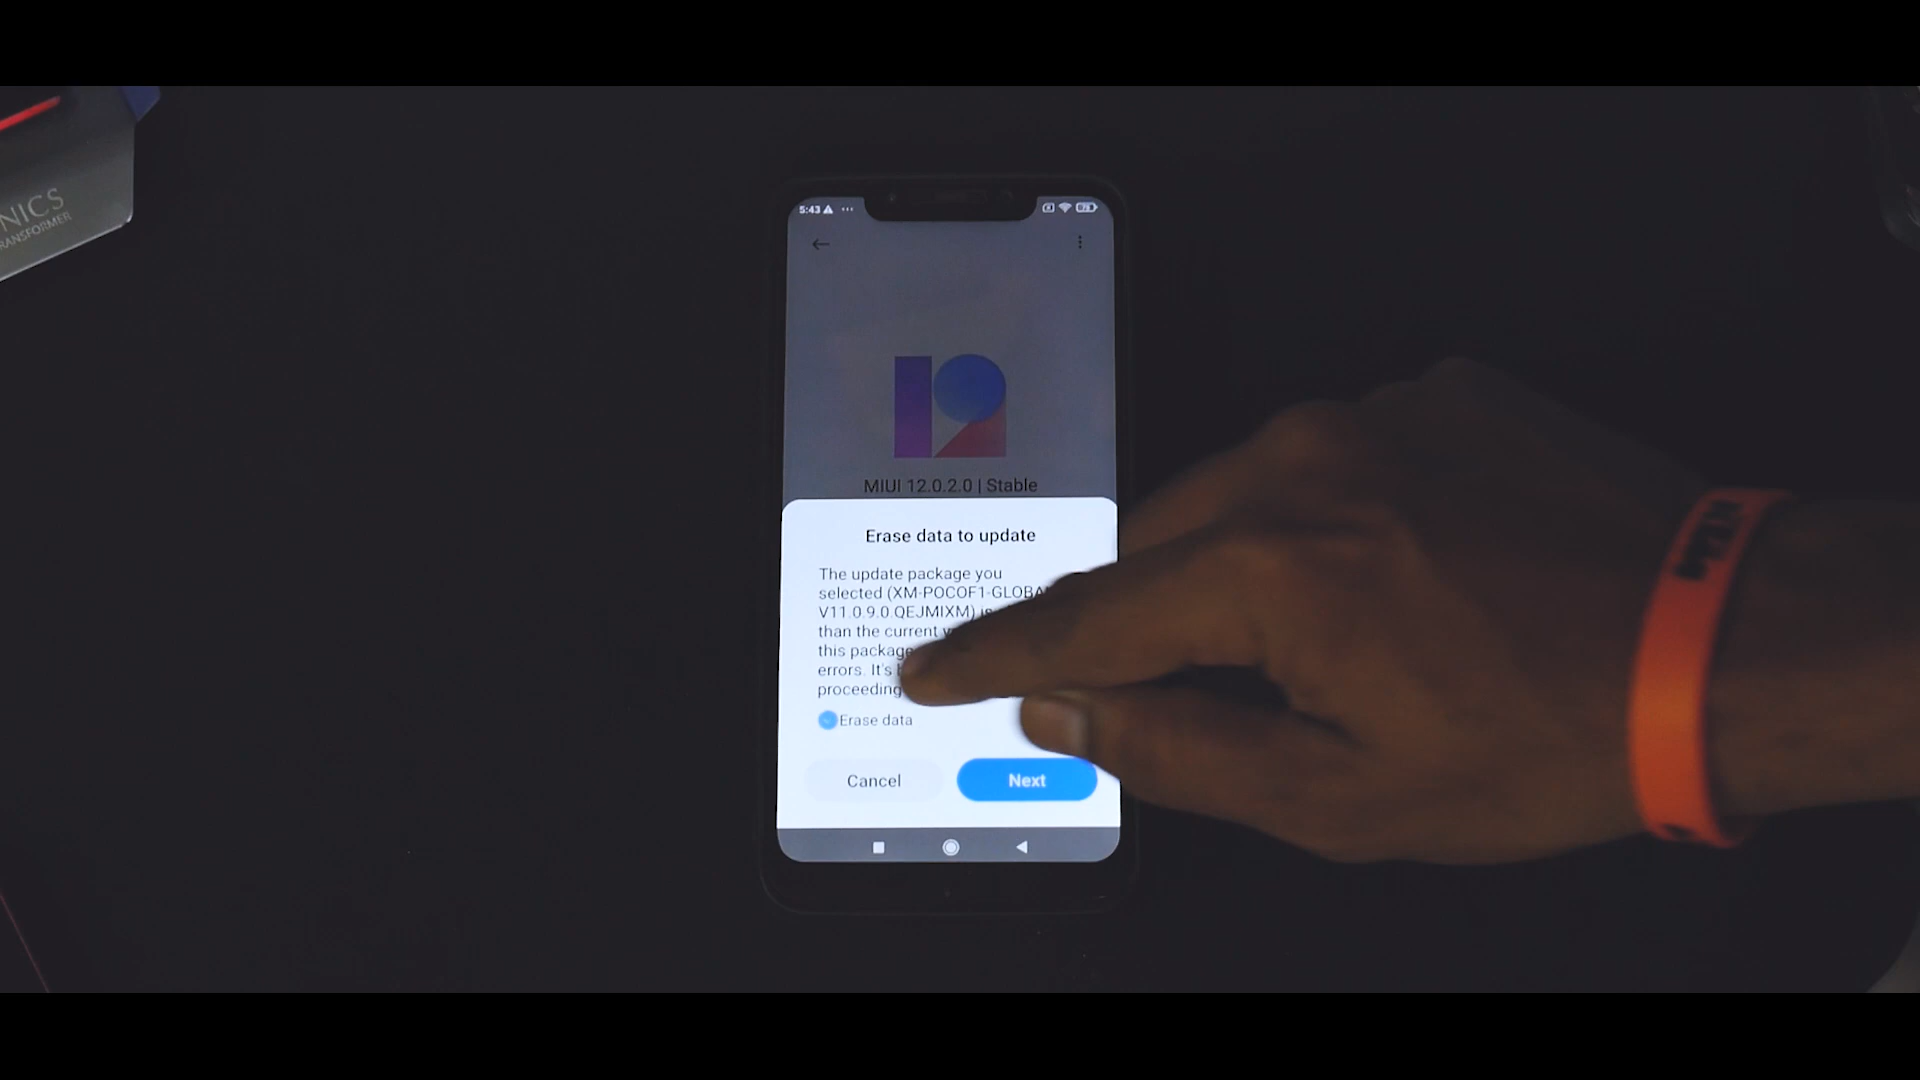 NICS
RANSFORMER
5:43
MIUI 12.0.2.0 | Stable
Erase data to update
The update package you
selected (XM-POCOF1-GLOBA
V11.0.9.0.QEJMIXM) is
than the current
this package
errors. It's
proceeding
Erase data
Cancel
Next